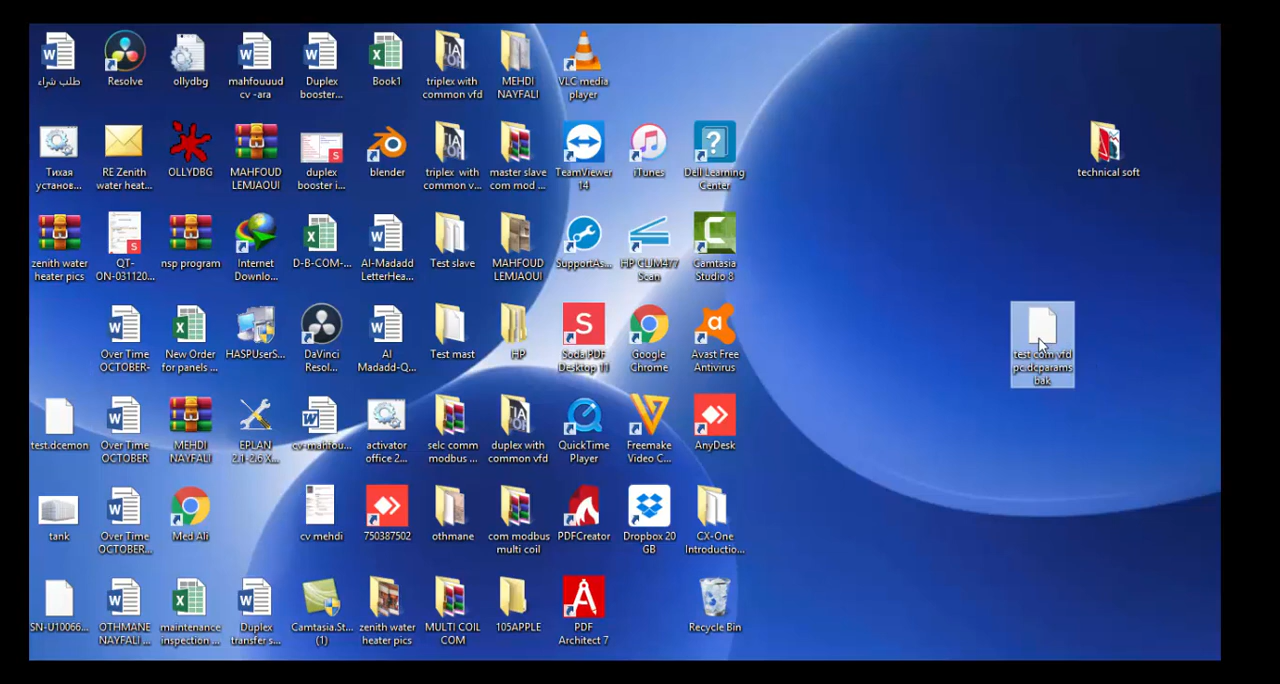 طلب شراء
Resolve
ollydbg
mahfouuud
cv -ara
Duplex
booster...
Book1
triplex with
common vfd
MEHDI
NAYFALI
VLC media
player
Тихая
установ...
RE Zenith
water heat...
OLLYDBG
MAHFOUD
LEMJAOUI
duplex
booster i...
blender
triplex with
common v...
master slave
com mod ...
TeamViewer
14
iTunes
Dell Learning
Center
technical soft
zenith water
heater pics
QT-
ON-031120...
nsp program
Internet
Downlo...
D-B-COM-...
Al-Madadd
LetterHea...
Test slave
MAHFOUD
LEMJAOUI
SupportAs...
HP CLJM477
Scan
Camtasia
Studio 8
Over Time
OCTOBER-
New Order
for panels ...
HASPUserS...
DaVinci
Resol...
Al
Madadd-Q...
Test mast
HP
Soda PDF
Desktop 11
Google
Chrome
Avast Free
Antivirus
test com vfd
pc.dcparams
bak
test.dcemon
Over Time
OCTOBER
MEHDI
NAYFALI
EPLAN
2.1-2.6 X...
cv-mahfou...
activator
office 2...
selc comm
modbus ...
duplex with
common vfd
QuickTime
Player
Freemake
Video C...
AnyDesk
tank
Over Time
OCTOBER...
Med Ali
cv mehdi
750387502
othmane
com modbus
multi coil
PDFCreator
Dropbox 20
GB
CX-One
Introductio...
SN-U10066...
OTHMANE
NAYFALI ...
maintenance
inspection ...
Duplex
transfer s...
Camtasia.St...
(1)
zenith water
heater pics
MULTI COIL
COM
105APPLE
PDF
Architect 7
Recycle Bin